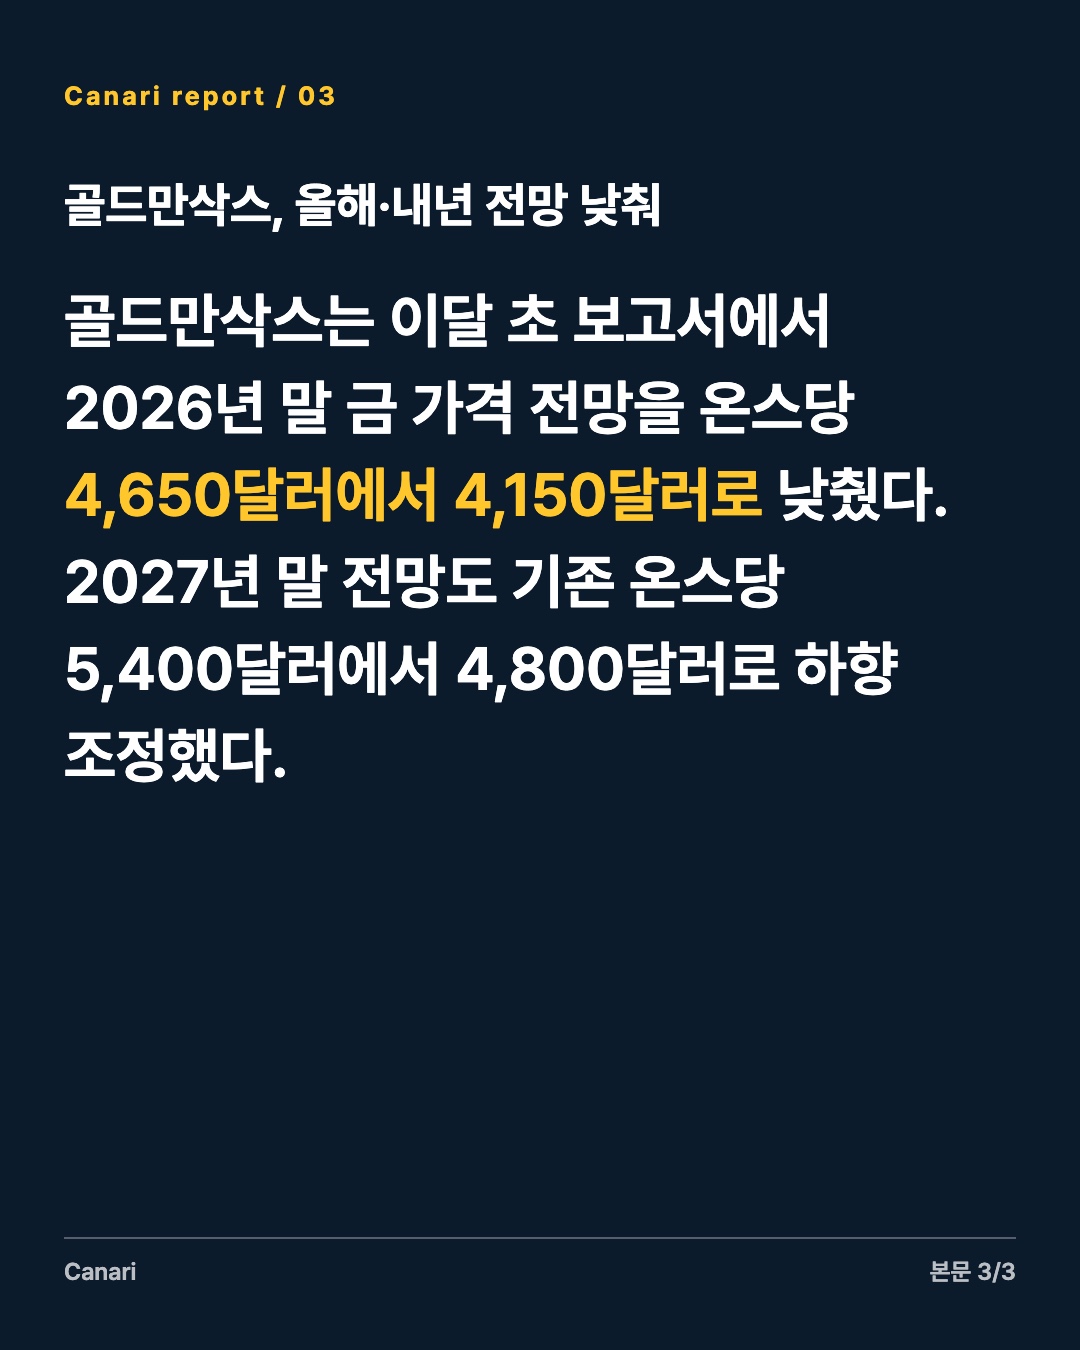 Canari report / 03
골드만삭스, 올해·내년 전망 낮춰
골드만삭스는 이달 초 보고서에서
2026년 말 금 가격 전망을 온스당
4,650달러에서 4,150달러로 낮췄다.
2027년 말 전망도 기존 온스당
5,400달러에서 4,800달러로 하향
조정했다.
Canari
본문 3/3